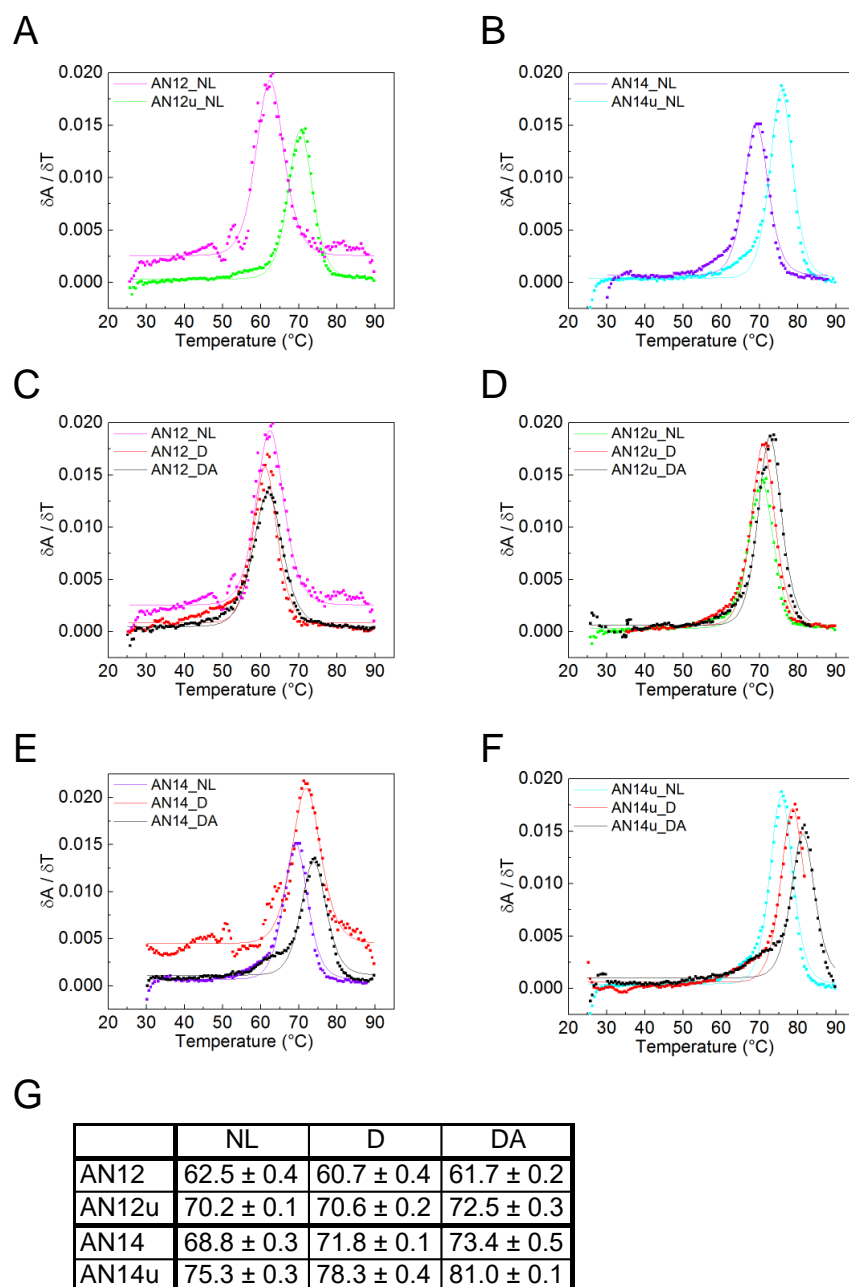 A
B
AN12_NL
AN12u_NL
0.020
0.015
0.010
0.005
0.000
δA / δT
20 30 40 50 60 70 80 90
Temperature (°C)
AN14_NL
AN14u_NL
0.020
0.015
0.010
0.005
0.000
δA / δT
20 30 40 50 60 70 80 90
Temperature (°C)
C
D
AN12_NL
AN12_D
AN12_DA
0.020
0.015
0.010
0.005
0.000
δA / δT
20 30 40 50 60 70 80 90
Temperature (°C)
AN12u_NL
AN12u_D
AN12u_DA
0.020
0.015
0.010
0.005
0.000
δA / δT
20 30 40 50 60 70 80 90
Temperature (°C)
E
F
AN14_NL
AN14_D
AN14_DA
0.020
0.015
0.010
0.005
0.000
δA / δT
20 30 40 50 60 70 80 90
Temperature (°C)
AN14u_NL
AN14u_D
AN14u_DA
0.020
0.015
0.010
0.005
0.000
δA / δT
20 30 40 50 60 70 80 90
Temperature (°C)
G
NL D DA
AN12 62.5 ± 0.4 60.7 ± 0.4 61.7 ± 0.2
AN12u 70.2 ± 0.1 70.6 ± 0.2 72.5 ± 0.3
AN14 68.8 ± 0.3 71.8 ± 0.1 73.4 ± 0.5
AN14u 75.3 ± 0.3 78.3 ± 0.4 81.0 ± 0.1